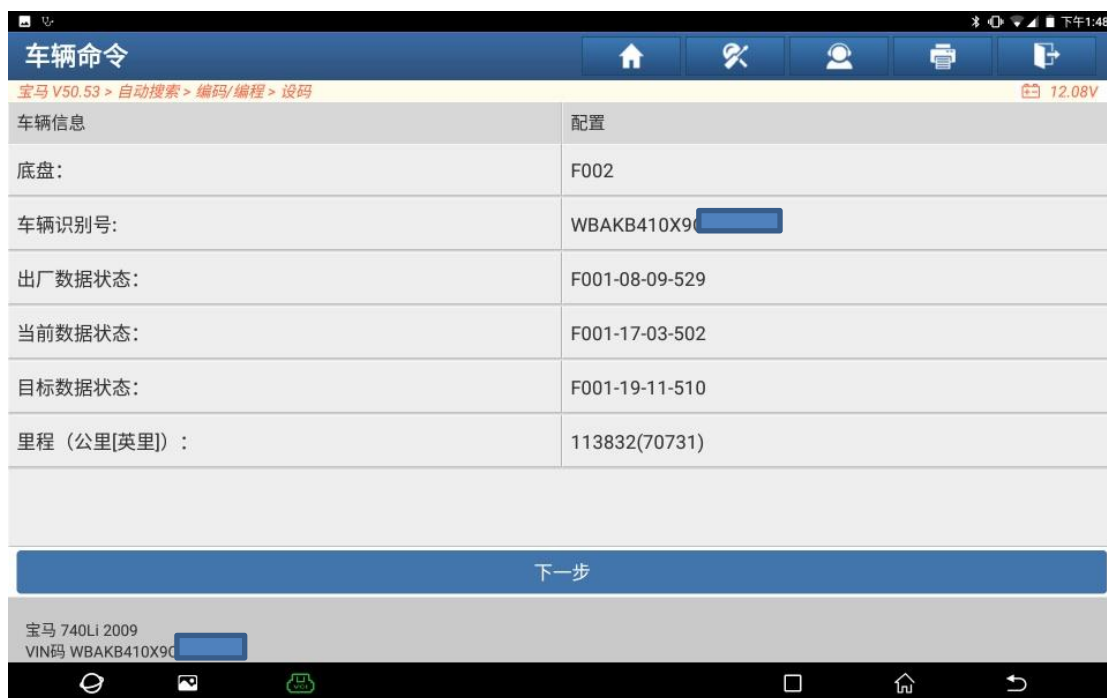 下午1:48
车辆命令
宝马 V50.53 > 自动搜索 > 编码/编程 > 设码
12.08V
车辆信息 配置
底盘: F002
车辆识别号: WBAKB410X9
出厂数据状态: F001-08-09-529
当前数据状态: F001-17-03-502
目标数据状态: F001-19-11-510
里程（公里[英里]）: 113832(70731)
下一步
宝马 740Li 2009
VIN码 WBAKB410X9
VCI